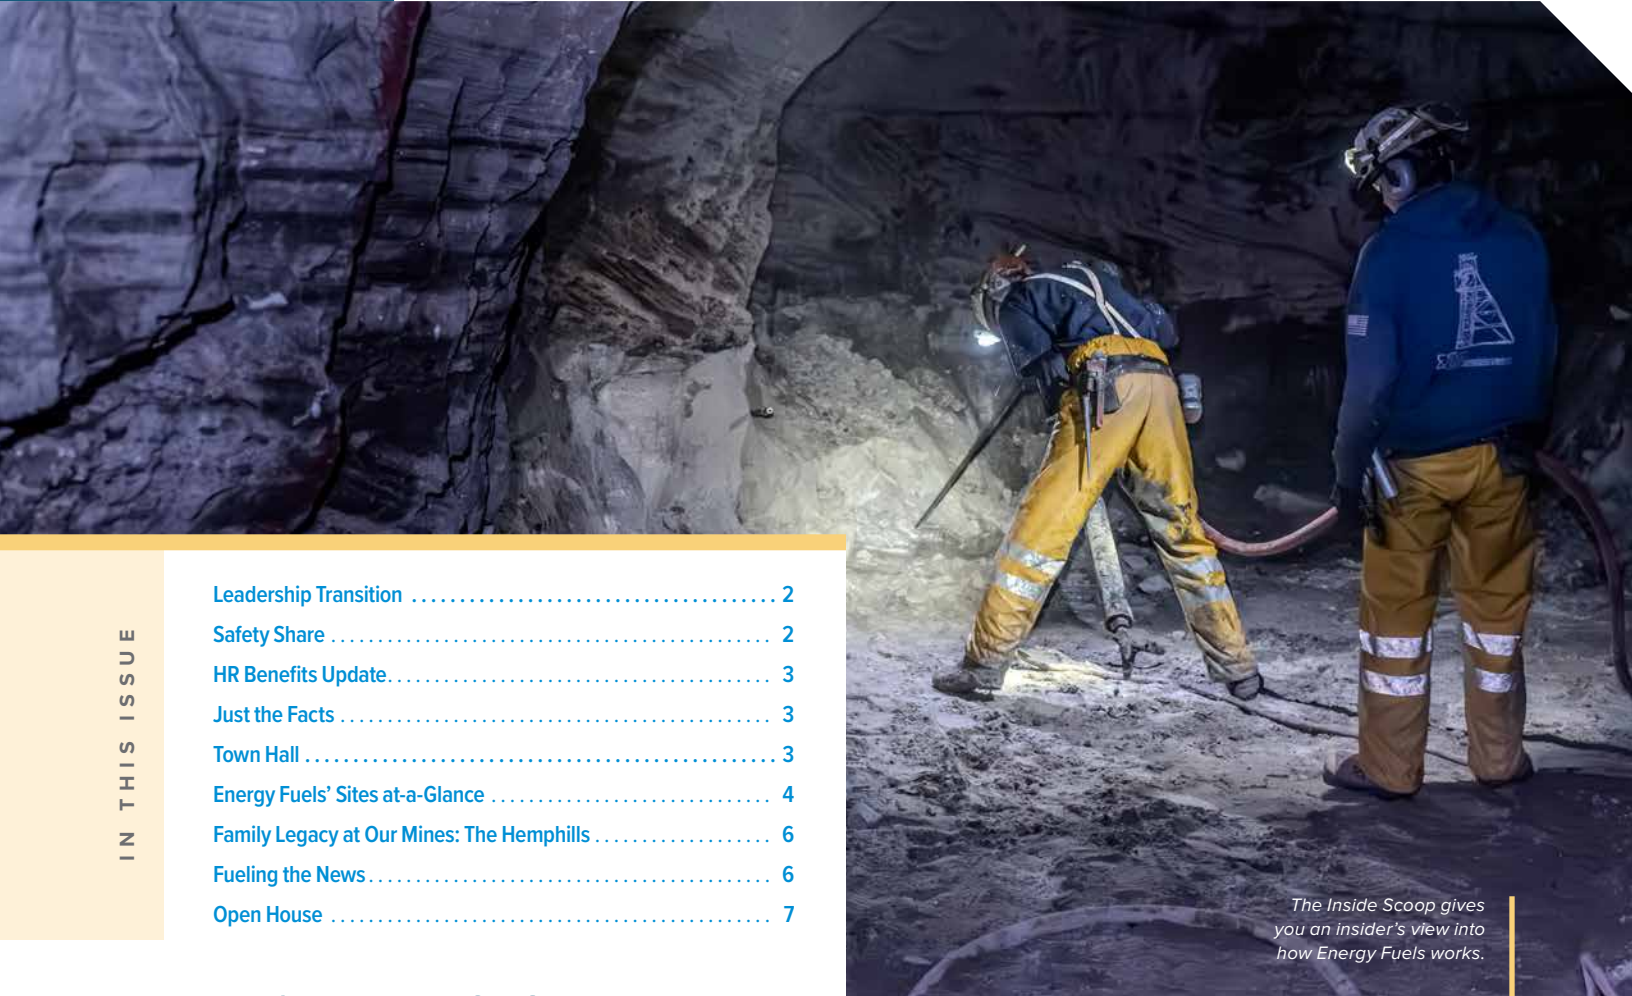 IN THIS ISSUE
Leadership Transition ..................................... 2
Safety Share ............................................. 2
HR Benefits Update....................................... 3
Just the Facts ............................................ 3
Town Hall ................................................ 3
Energy Fuels’ Sites at-a-Glance ............................ 4
Family Legacy at Our Mines: The Hemphills ................... 6
Fueling the News......................................... 6
Open House ............................................. 7
The Inside Scoop gives
you an insider’s view into
how Energy Fuels works.